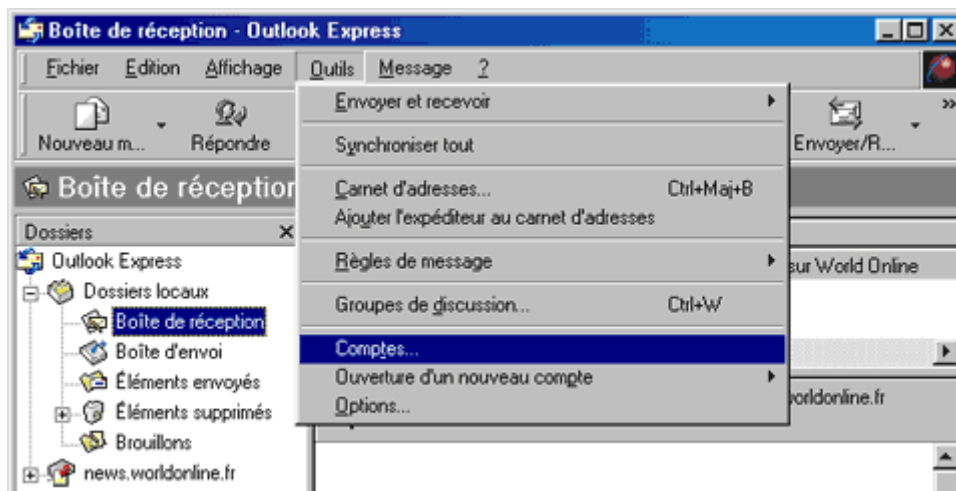 Boîte de réception - Outlook Express
Fichier Edition Affichage Outils Message ?
Nouveau m... Répondre Envoyer/R... »
Boîte de réception
Envoyer et recevoir
Synchroniser tout
Carnet d'adresses... Ctrl+Maj+B
Ajouter l'expéditeur au carnet d'adresses
Règles de message
Groupes de discussion... Ctrl+W
Comptes...
Ouverture d'un nouveau compte
Options...
Dossiers
Outlook Express
Dossiers locaux
Boîte de réception
Boîte d'envoi
Éléments envoyés
Éléments supprimés
Brouillons
news.worldonline.fr
sur World Online
worldonline.fr